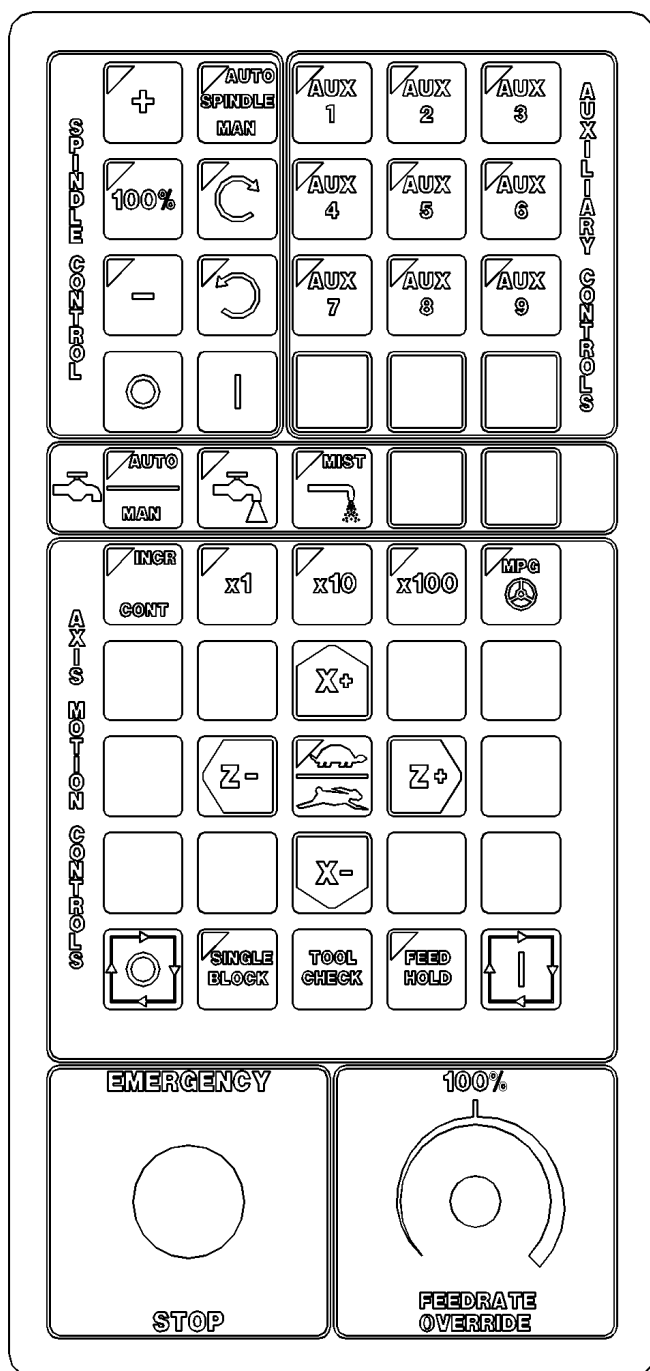 SPINDLE CONTROL
+
AUTO
SPINDLE
MAN
100%
-
AUX
1
AUX
2
AUX
3
AUX
4
AUX
5
AUX
6
AUX
7
AUX
8
AUX
9
AUXILIARY CONTROLS
AUTO
MAN
MIST
AXIS MOTION CONTROLS
INCR
CONT
x1
x10
x100
MPG
X+
Z-
Z+
X-
SINGLE
BLOCK
TOOL
CHECK
FEED
HOLD
EMERGENCY
STOP
100%
FEEDRATE
OVERRIDE